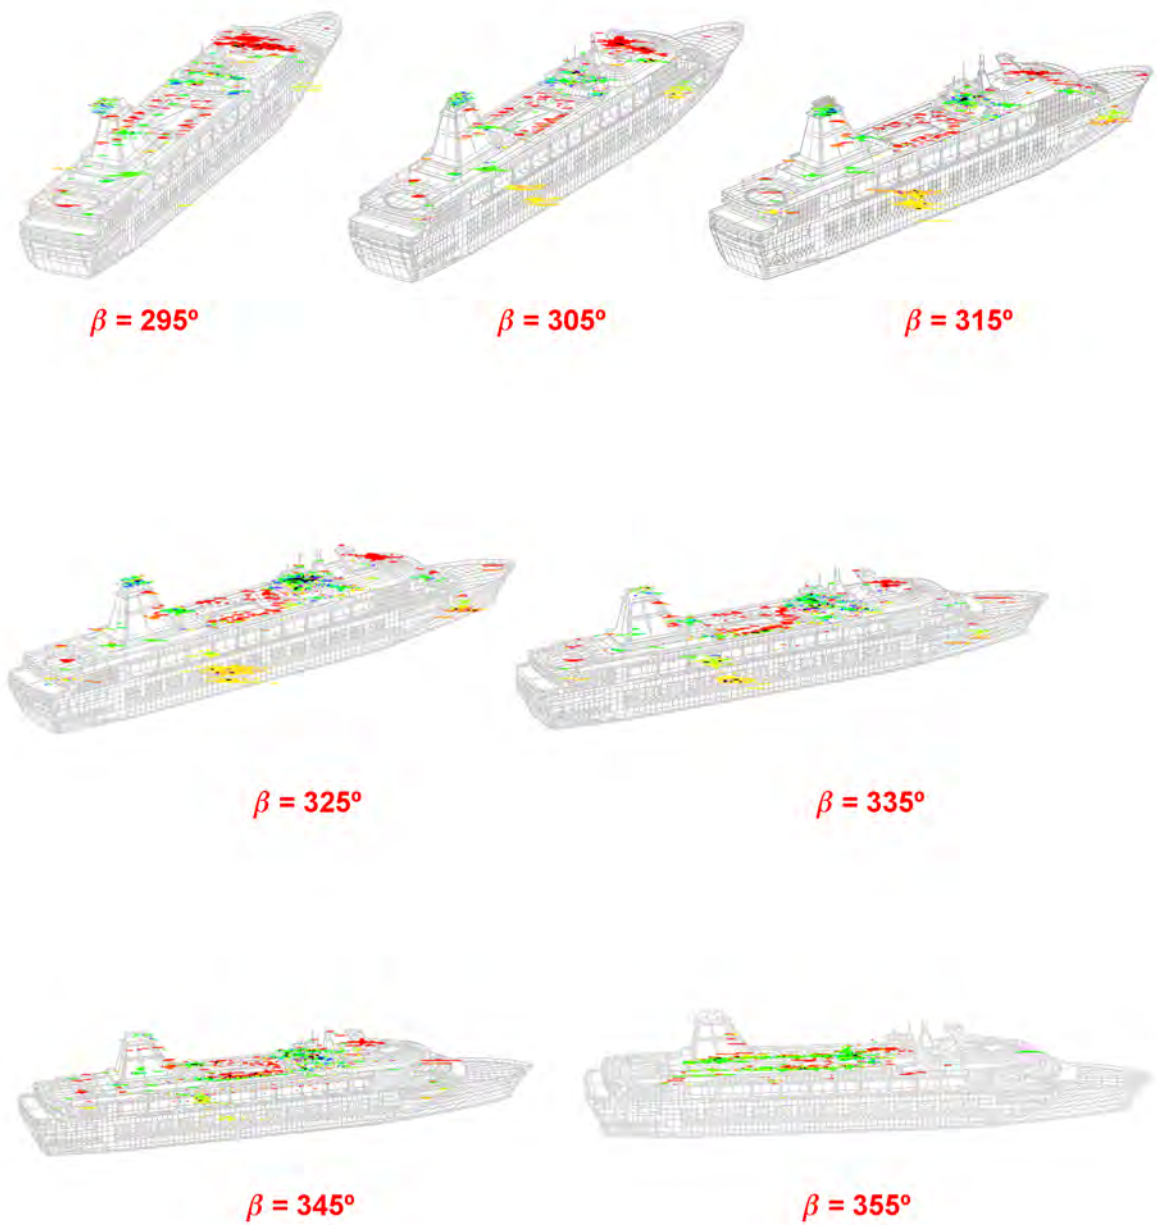 β = 295º
β = 305º
β = 315º
β = 325º
β = 335º
β = 345º
β = 355º